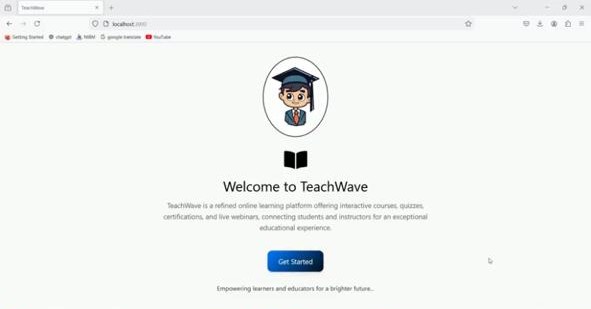 TeachWave
localhost:3000
Getting Started
chatgpt
NIBM
google translate
YouTube
Welcome to TeachWave
TeachWave is a refined online learning platform offering interactive courses, quizzes,
certifications, and live webinars, connecting students and instructors for an exceptional
educational experience.
Get Started
Empowering learners and educators for a brighter future...